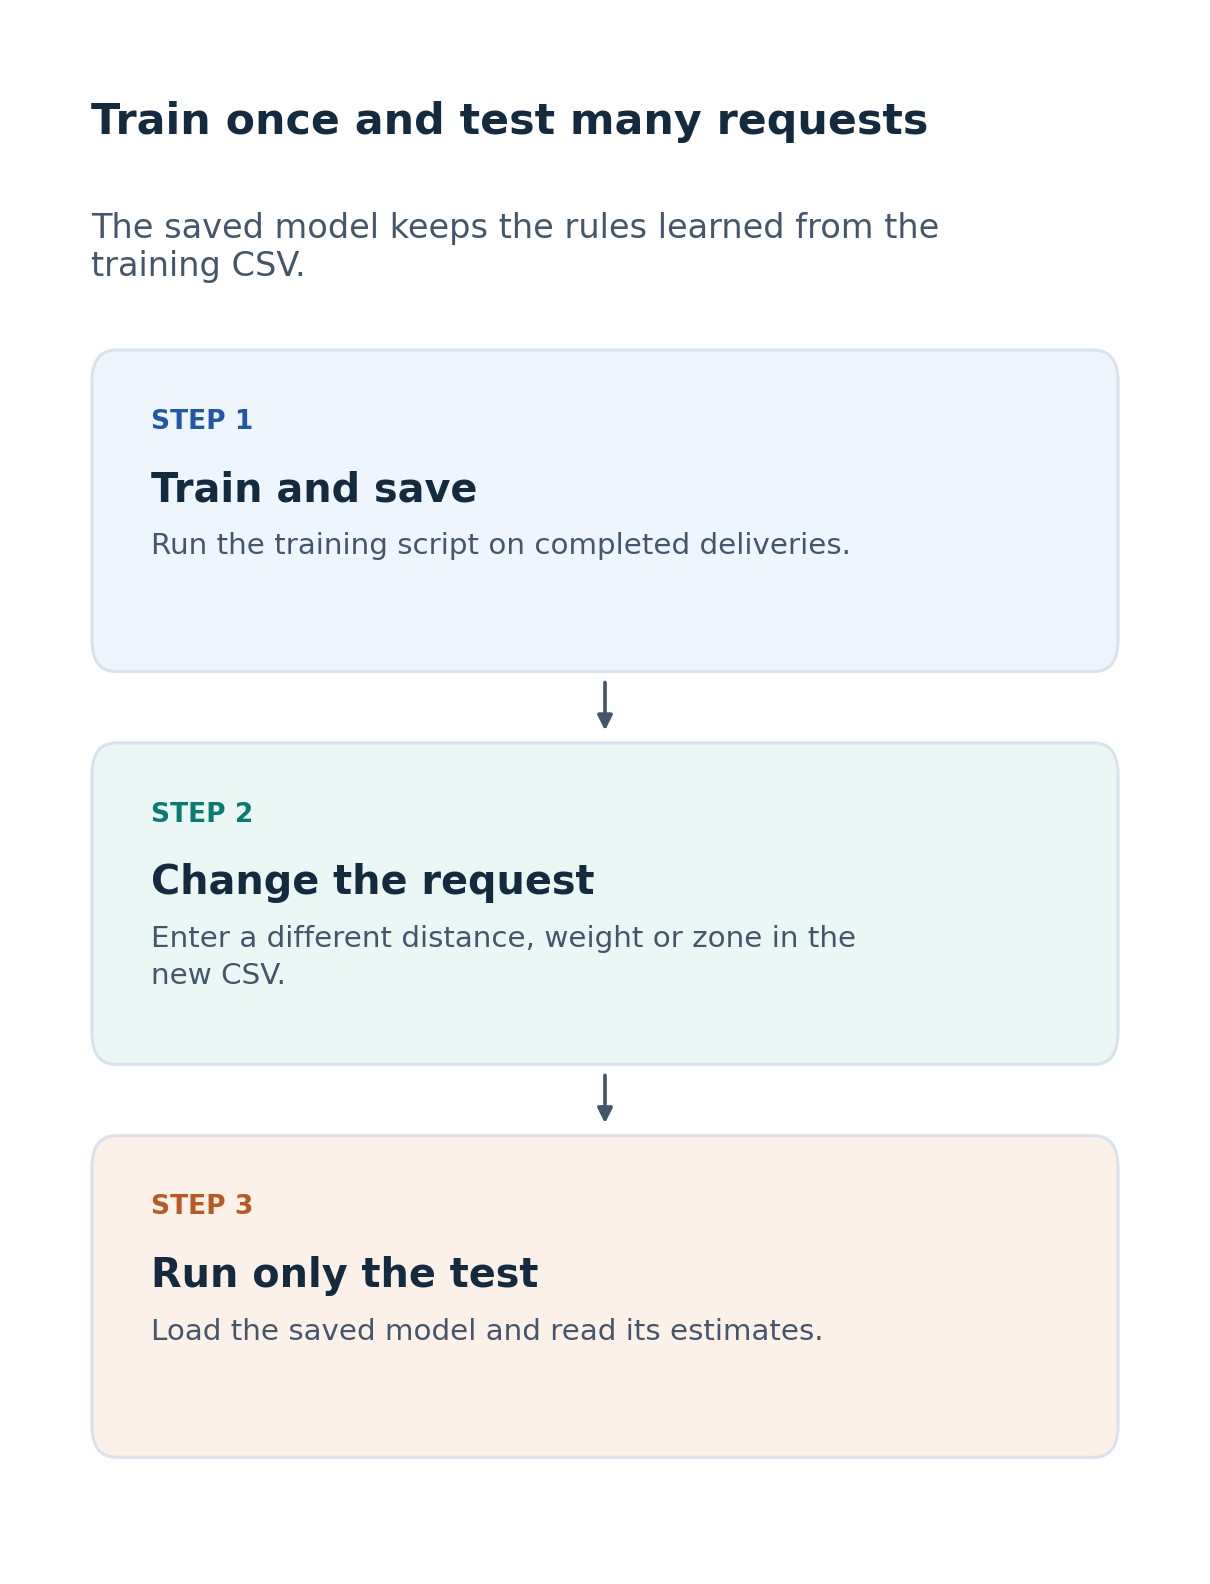 Train once and test many requests
The saved model keeps the rules learned from the
training CSV.
STEP 1
Train and save
Run the training script on completed deliveries.
STEP 2
Change the request
Enter a different distance, weight or zone in the
new CSV.
STEP 3
Run only the test
Load the saved model and read its estimates.